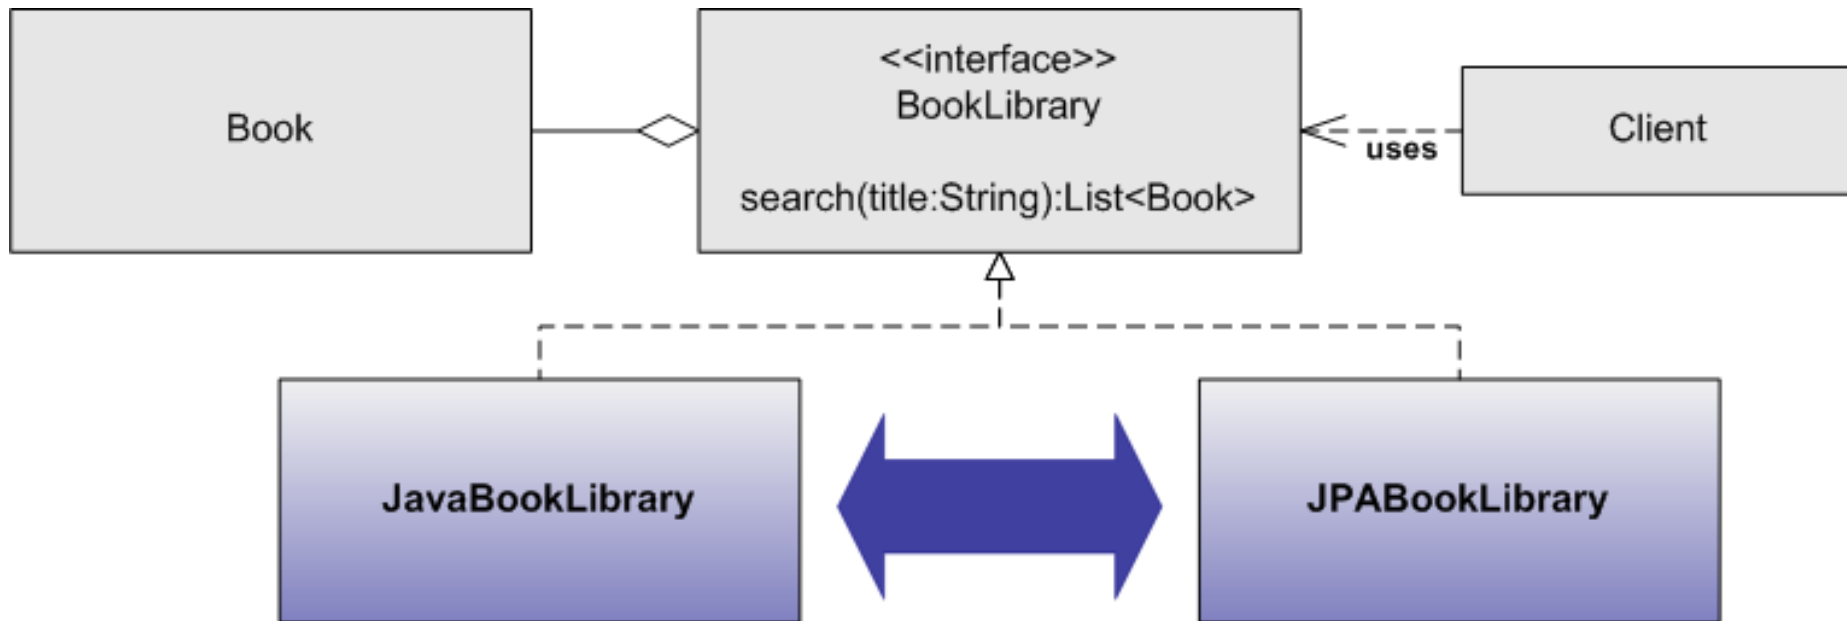 Book
<<interface>>
BookLibrary
search(title:String):List<Book>
uses
Client
JavaBookLibrary
JPABookLibrary